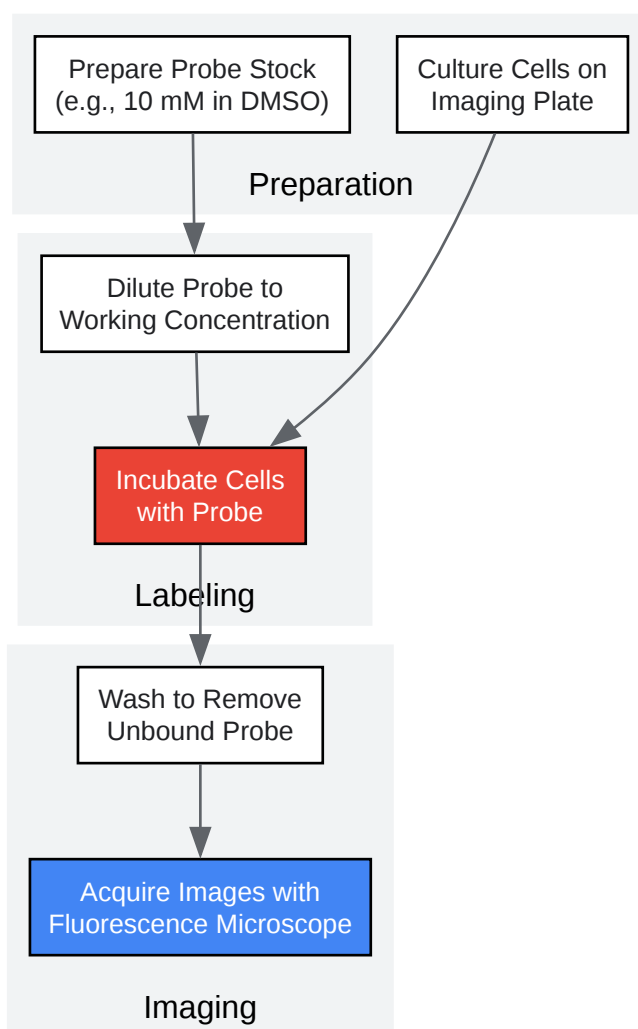 Prepare Probe Stock
(e.g., 10 mM in DMSO)
Culture Cells on
Imaging Plate
Preparation
Dilute Probe to
Working Concentration
Incubate Cells
with Probe
Labeling
Wash to Remove
Unbound Probe
Acquire Images with
Fluorescence Microscope
Imaging